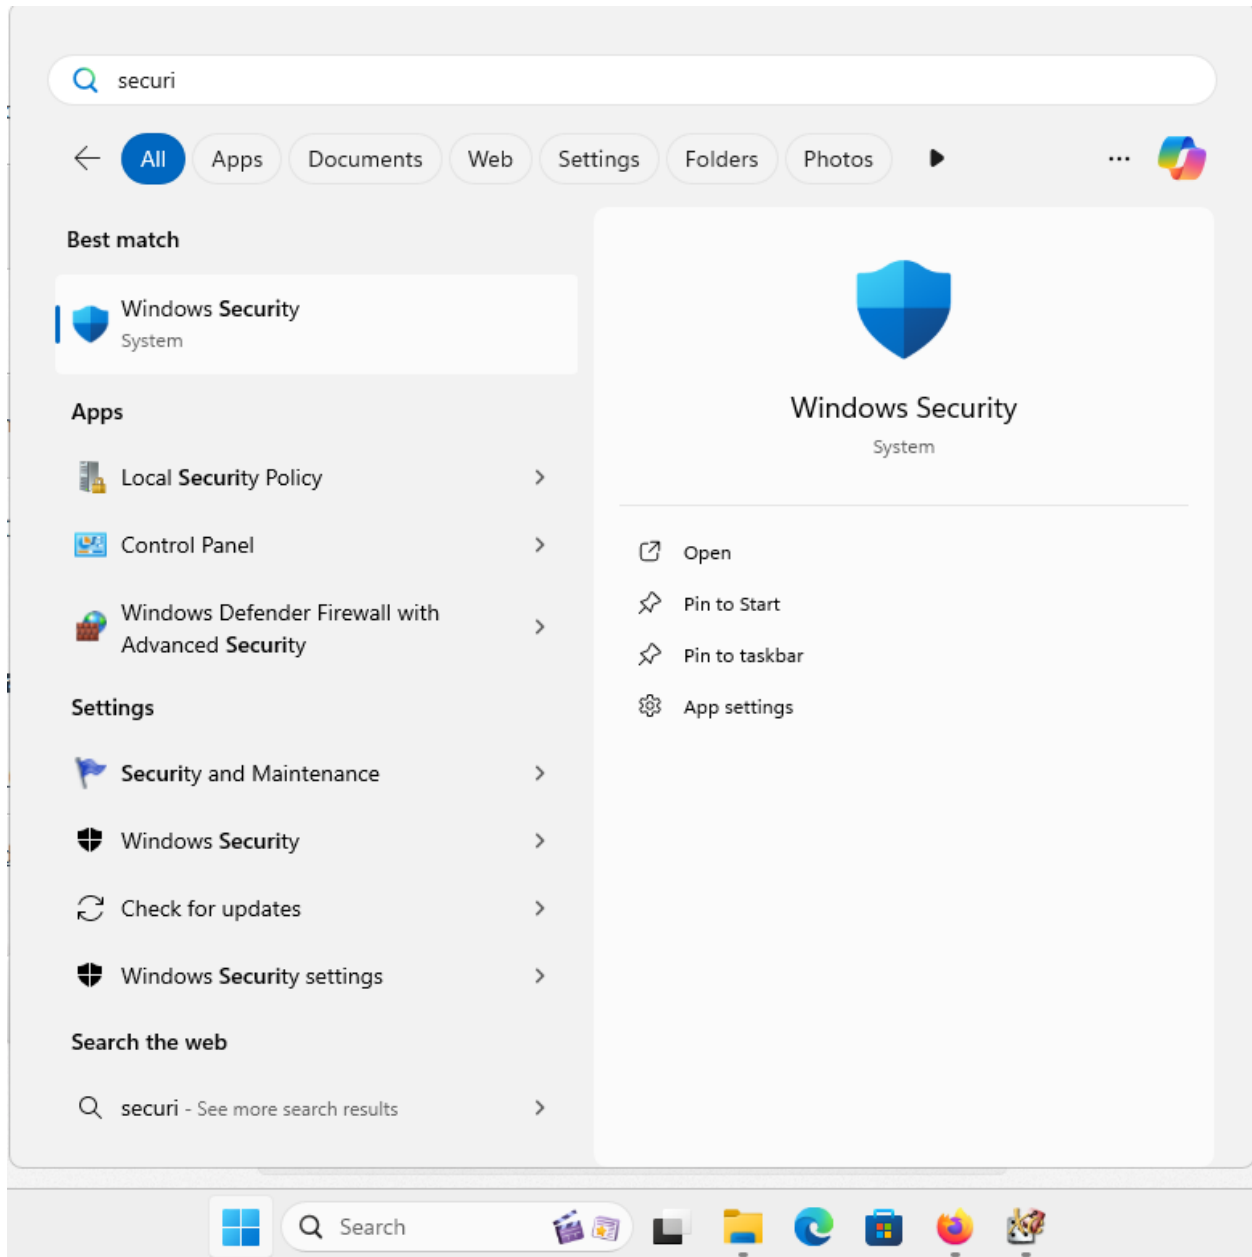 securi
All
Apps
Documents
Web
Settings
Folders
Photos
Best match
Windows Security
System
Apps
Local Security Policy
Control Panel
Windows Defender Firewall with
Advanced Security
Settings
Security and Maintenance
Windows Security
Check for updates
Windows Security settings
Search the web
securi - See more search results
Windows Security
System
Open
Pin to Start
Pin to taskbar
App settings
Search